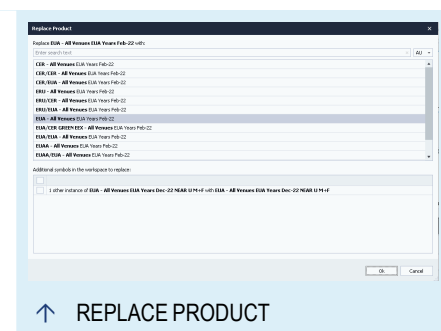 Replace Product
Replace EUA - All Venues EUA Years Feb-22 with:
Enter search text
AU
CER - All Venues EUA Years Feb-22
CER/CER - All Venues EUA Years Feb-22
CER/EUA - All Venues EUA Years Feb-22
ERU - All Venues EUA Years Feb-22
ERU/CER - All Venues EUA Years Feb-22
ERU/EUA - All Venues EUA Years Feb-22
EUA - All Venues EUA Years Feb-22
EUA/CER GREEN EEX - All Venues EUA Years Feb-22
EUA/EUA - All Venues EUA Years Feb-22
EUAA - All Venues EUA Years Feb-22
EUAA/EUA - All Venues EUA Years Feb-22
Additional symbols in the workspace to replace:
1 other instance of EUA - All Venues EUA Years Dec-22 NEAR U M+F with EUA - All Venues EUA Years Dec-22 NEAR U M+F
Ok Cancel
REPLACE PRODUCT